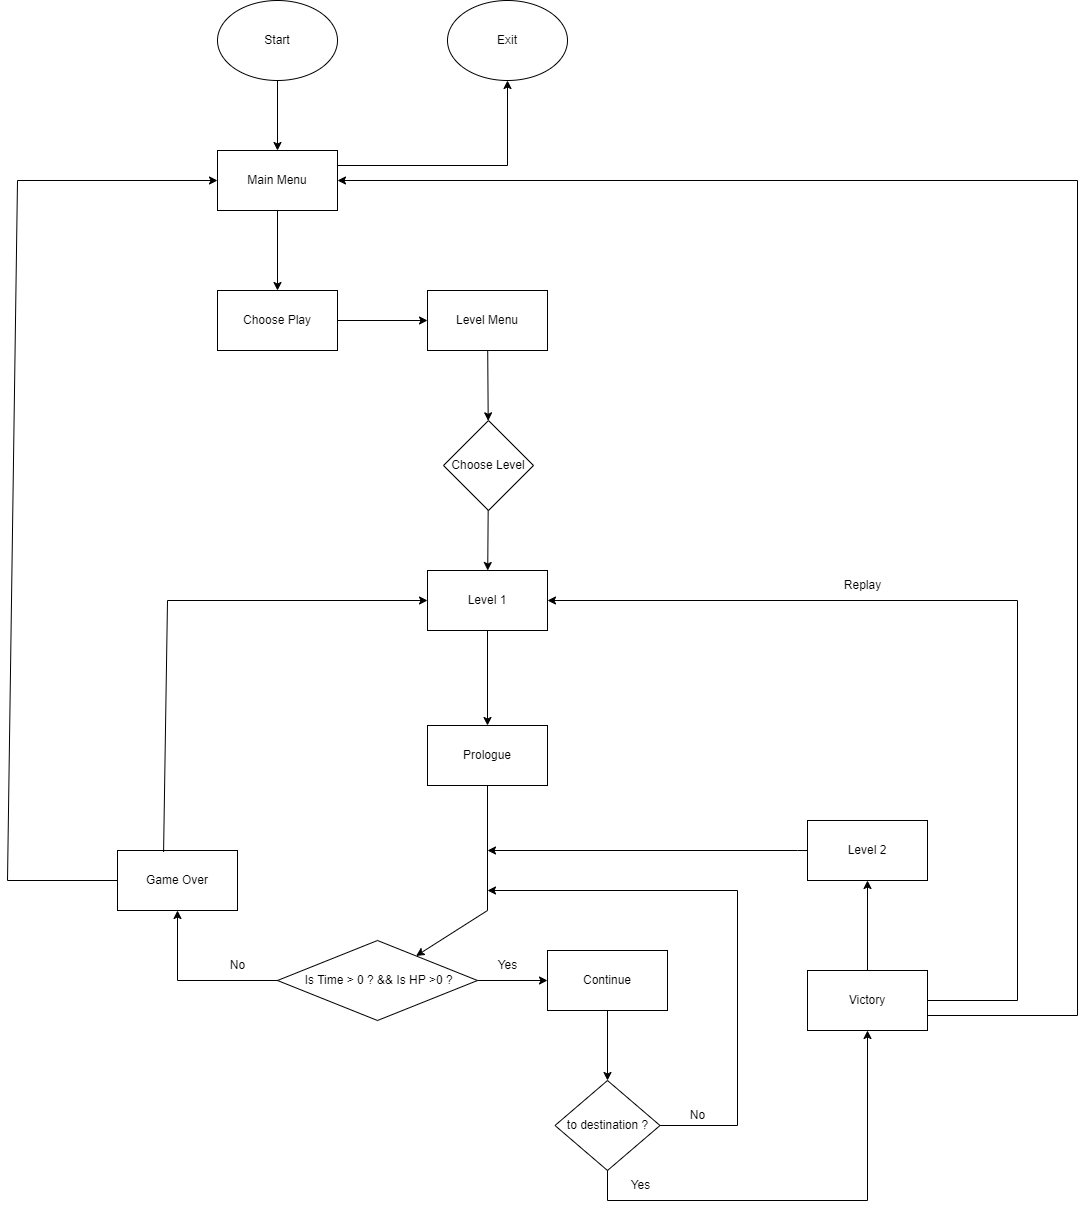 Start
Exit
Main Menu
Choose Play
Level Menu
Choose Level
Replay
Level 1
Prologue
Level 2
Game Over
No
Is Time > 0 ? && Is HP >0 ?
Yes
Continue
Victory
No
to destination ?
Yes